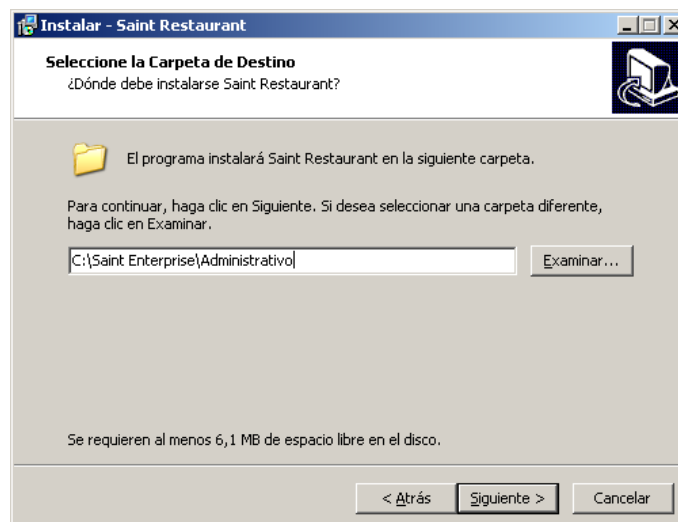 Instalar - Saint Restaurant
Seleccione la Carpeta de Destino
¿Dónde debe instalarse Saint Restaurant?
El programa instalará Saint Restaurant en la siguiente carpeta.
Para continuar, haga clic en Siguiente. Si desea seleccionar una carpeta diferente,
haga clic en Examinar.
C:\Saint Enterprise\Administrativo
Examinar...
Se requieren al menos 6,1 MB de espacio libre en el disco.
< Atrás
Siguiente >
Cancelar